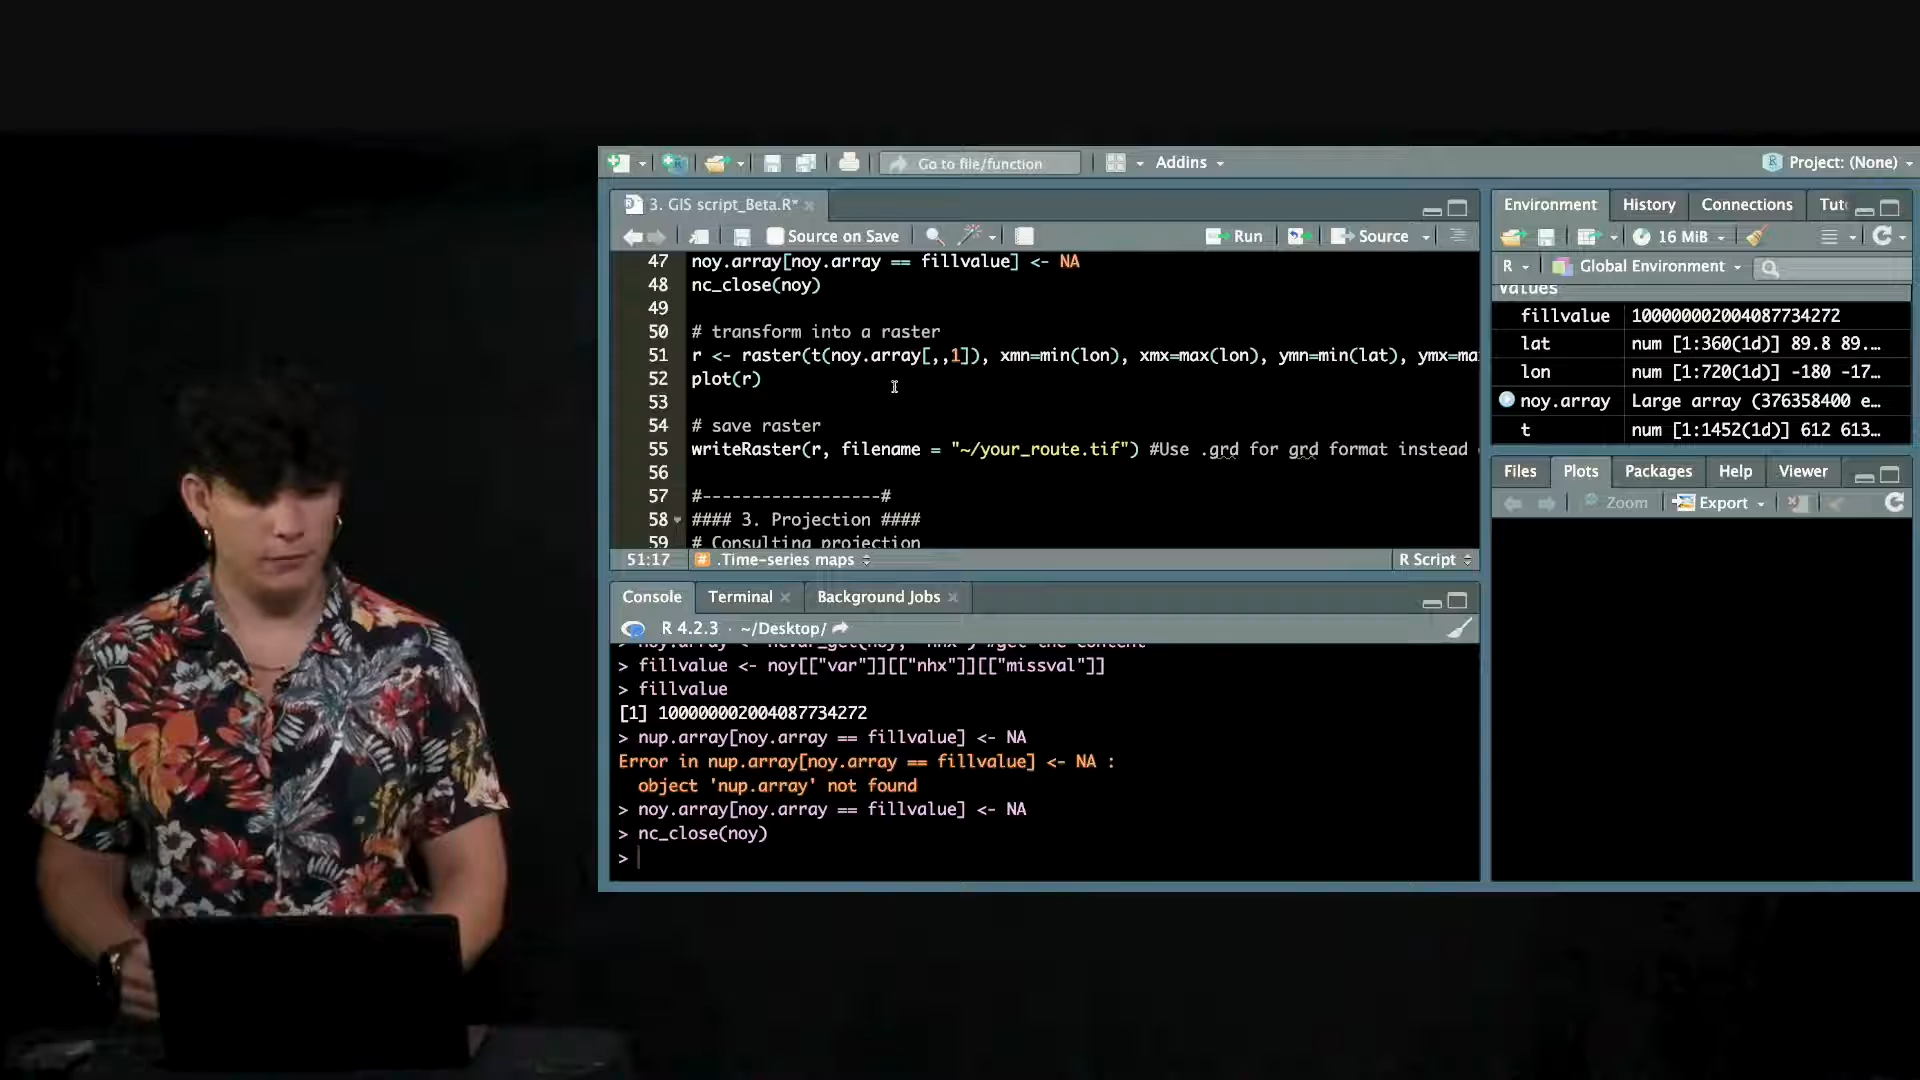 Go to file/function
Addins
Project: (None)
3. GIS script_Beta.R*
Source on Save
Run
Source
47 noy.array[noy.array == fillvalue] <- NA
48 nc_close(noy)
49
50 # transform into a raster
51 r <- raster(t(noy.array[,,1]), xmn=min(lon), xmx=max(lon), ymn=min(lat), ymx=ma
52 plot(r)
53
54 # save raster
55 writeRaster(r, filename = "~/your_route.tif") #Use .grd for grd format instead
56
57 #------------------#
58 #### 3. Projection ####
59 # Consulting projection
51:17 # .Time-series maps R Script
Console Terminal Background Jobs
R 4.2.3 · ~/Desktop/
> fillvalue <- noy[["var"]][["nhx"]][["missval"]]
> fillvalue
[1] 100000002004087734272
> nup.array[noy.array == fillvalue] <- NA
Error in nup.array[noy.array == fillvalue] <- NA :
object 'nup.array' not found
> noy.array[noy.array == fillvalue] <- NA
> nc_close(noy)
>
Environment History Connections Tut
16 MiB
R Global Environment
Values
fillvalue 100000002004087734272
lat num [1:360(1d)] 89.8 89....
lon num [1:720(1d)] -180 -17...
noy.array Large array (376358400 e...
t num [1:1452(1d)] 612 613...
Files Plots Packages Help Viewer
Zoom Export